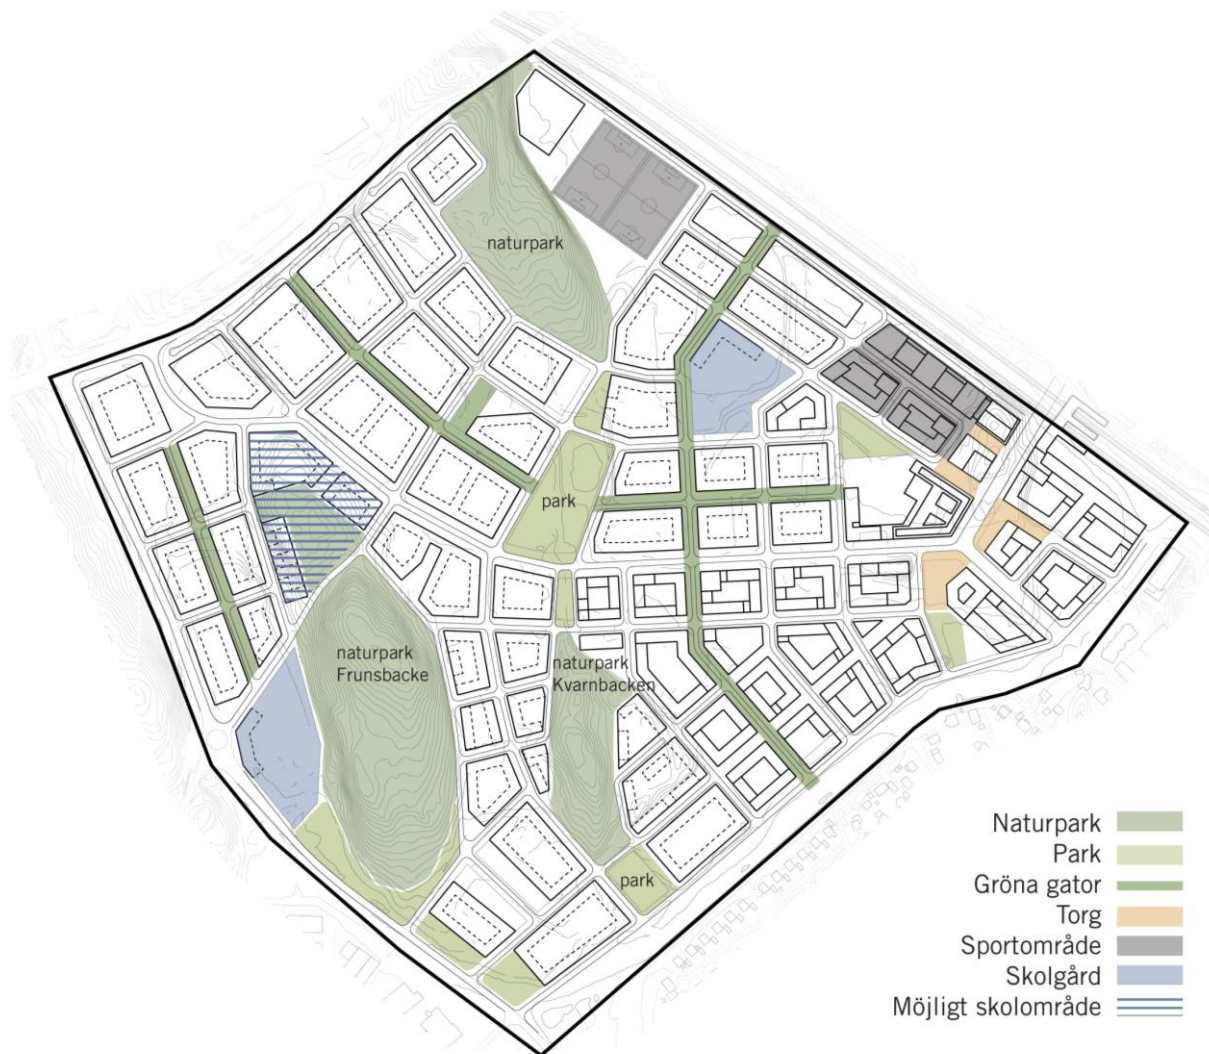 naturpark
park
naturpark
Frunsbacke
naturpark
Kvarnbacken
park
Naturpark
Park
Gröna gator
Torg
Sportområde
Skolgård
Möjligt skolområde